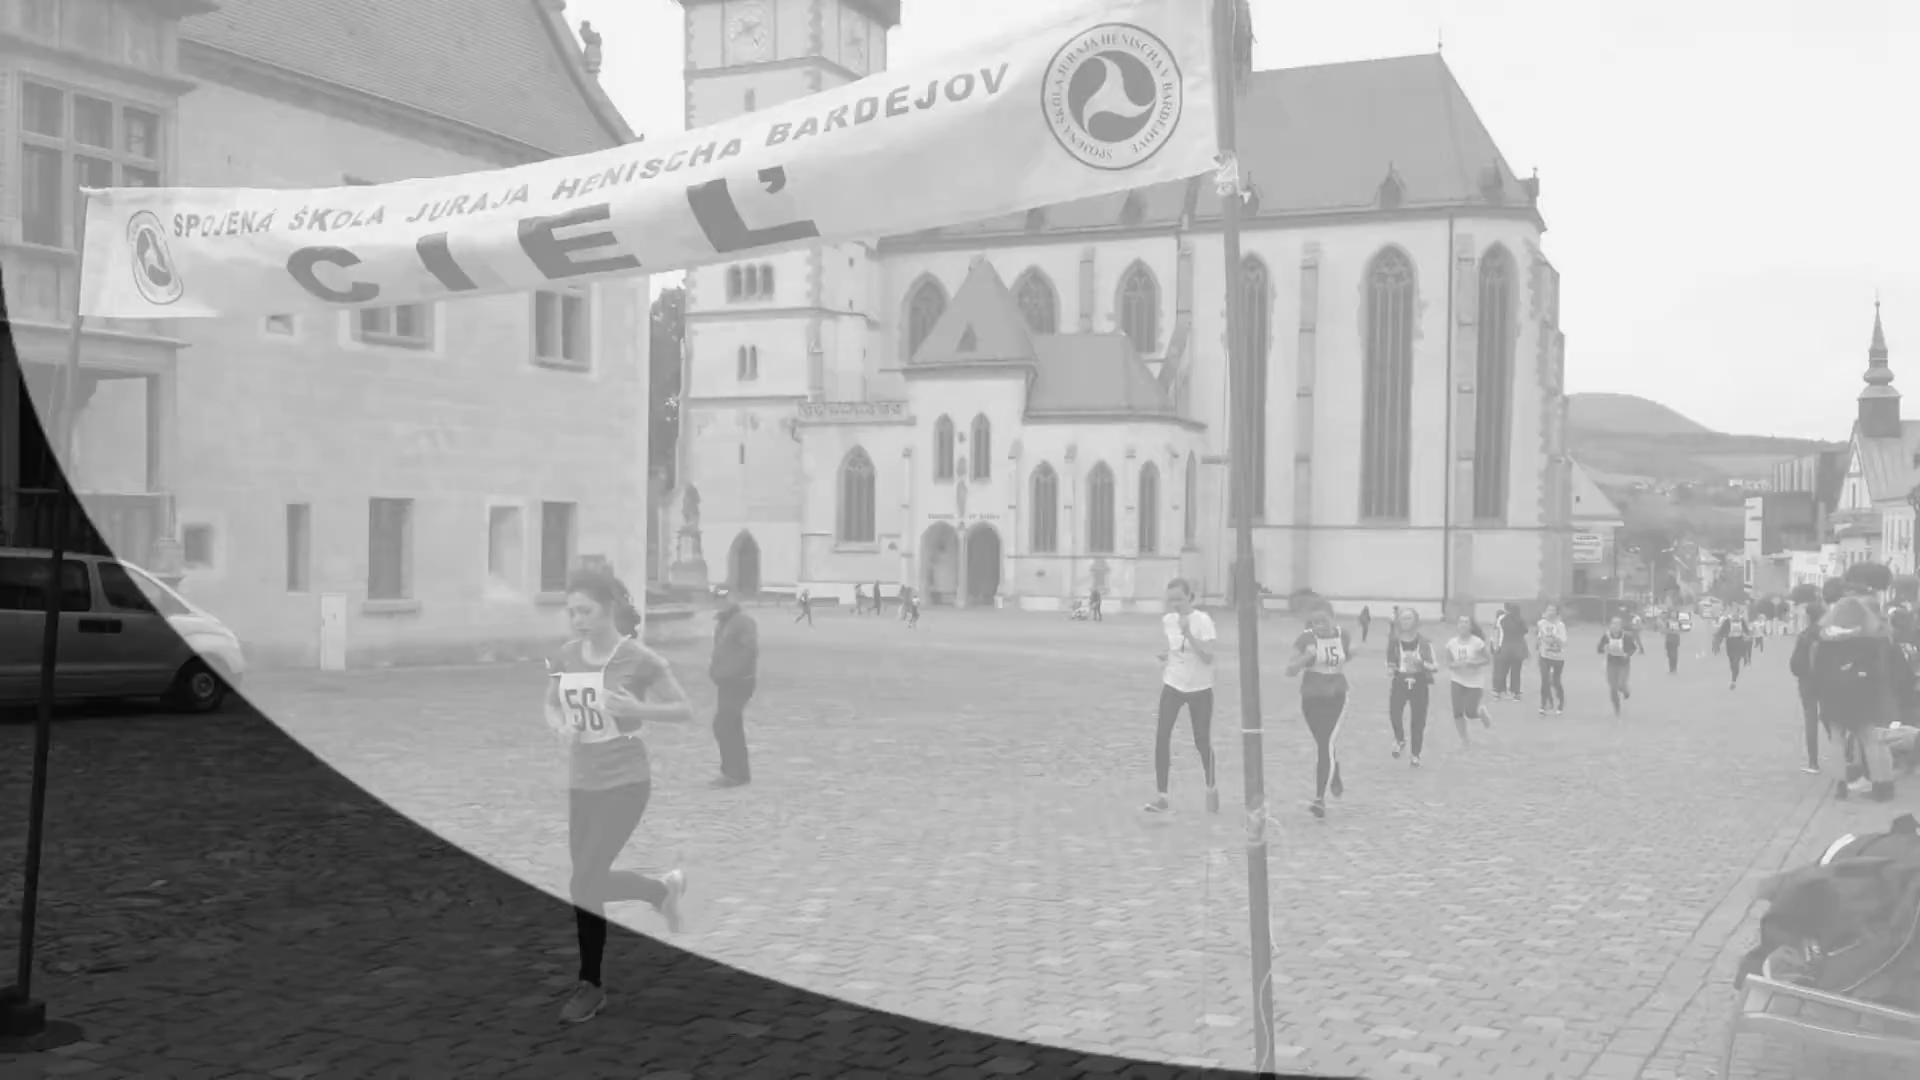 SPOJENÁ ŠKOLA JURAJA HENISCHA BARDEJOV
CIEĽ
SPOJENÁ ŠKOLA JURAJA HENISCHA V BARDEJOVE
56
15